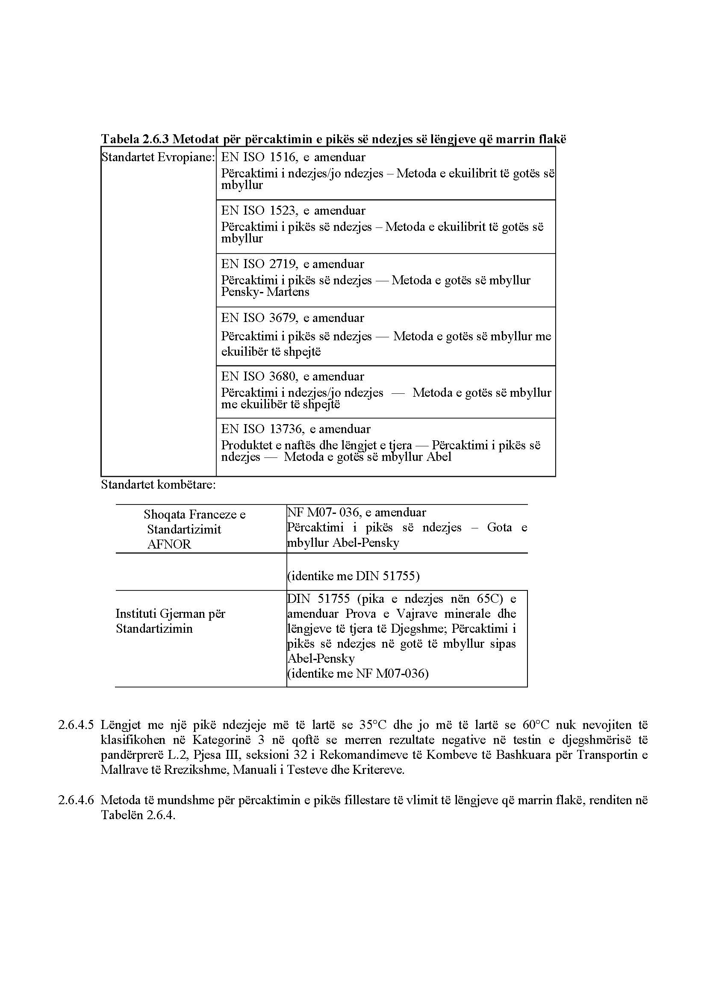 Tabela 2.6.3 Metodat për përcaktimin e pikës së ndezjes së lëngjeve që marrin flakë
Standartet Evropiane:
EN ISO 1516, e amenduar
Përcaktimi i ndezjes/jo ndezjes – Metoda e ekuilibrit të gotës së
mbyllur
EN ISO 1523, e amenduar
Përcaktimi i pikës së ndezjes – Metoda e ekuilibrit të gotës së
mbyllur
EN ISO 2719, e amenduar
Përcaktimi i pikës së ndezjes — Metoda e gotës së mbyllur
Pensky- Martens
EN ISO 3679, e amenduar
Përcaktimi i pikës së ndezjes — Metoda e gotës së mbyllur me
ekuilibër të shpejtë
EN ISO 3680, e amenduar
Përcaktimi i ndezjes/jo ndezjes — Metoda e gotës së mbyllur
me ekuilibër të shpejtë
EN ISO 13736, e amenduar
Produktet e naftës dhe lëngjet e tjera — Përcaktimi i pikës së
ndezjes — Metoda e gotës së mbyllur Abel
Standartet kombëtare:
Shoqata Franceze e
Standartizimit
AFNOR
NF M07- 036, e amenduar
Përcaktimi i pikës së ndezjes – Gota e
mbyllur Abel-Pensky
(identike me DIN 51755)
Instituti Gjerman për
Standartizimin
DIN 51755 (pika e ndezjes nën 65C) e
amenduar Prova e Vajrave minerale dhe
lëngjeve të tjera të Djegshme; Përcaktimi i
pikës së ndezjes në gotë të mbyllur sipas
Abel-Pensky
(identike me NF M07-036)
2.6.4.5 Lëngjet me një pikë ndezjeje më të lartë se 35°C dhe jo më të lartë se 60°C nuk nevojiten të
klasifikohen në Kategorinë 3 në qoftë se merren rezultate negative në testin e djegshmërisë të
pandërprerë L.2, Pjesa III, seksioni 32 i Rekomandimeve të Kombeve të Bashkuara për Transportin e
Mallrave të Rrezikshme, Manuali i Testeve dhe Kritereve.
2.6.4.6 Metoda të mundshme për përcaktimin e pikës fillestare të vlimit të lëngjeve që marrin flakë, renditen në
Tabelën 2.6.4.